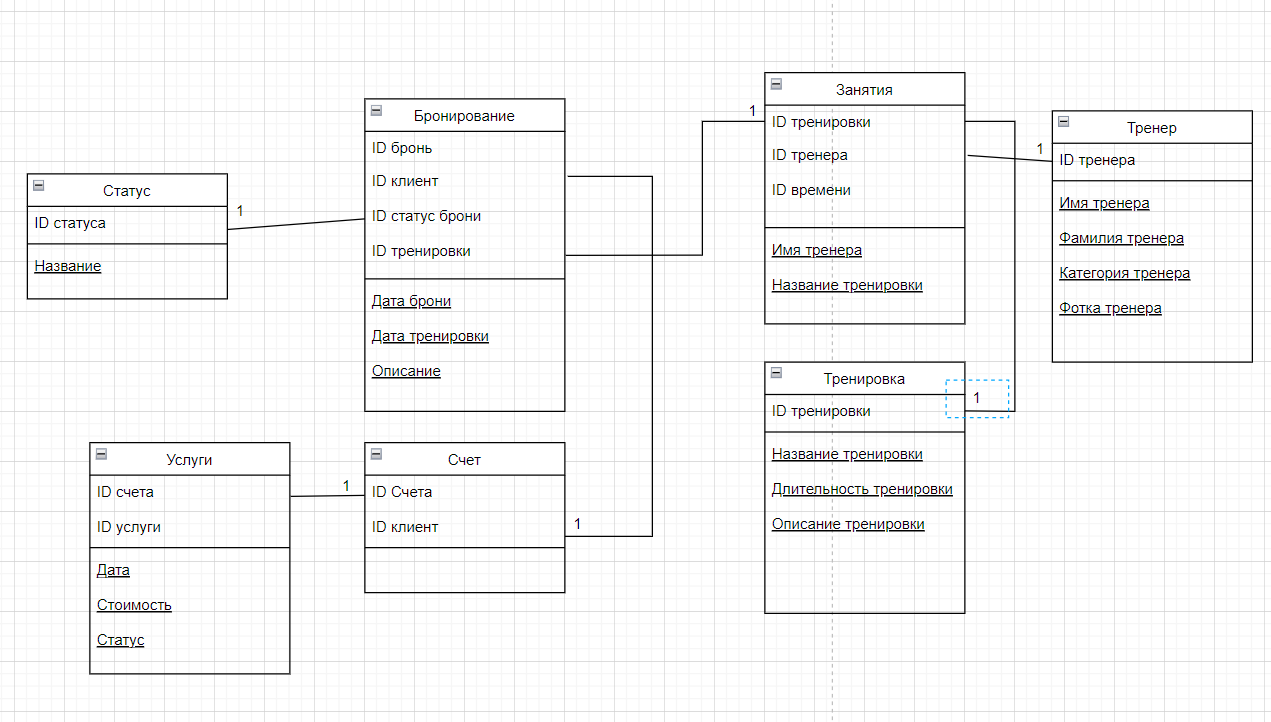 Статус
ID статуса
Название
1
Бронирование
ID бронь
ID клиент
ID статус брони
ID тренировки
Дата брони
Дата тренировки
Описание
1
Занятия
ID тренировки
ID тренера
ID времени
Имя тренера
Название тренировки
1
Тренер
ID тренера
Имя тренера
Фамилия тренера
Категория тренера
Фотка тренера
Услуги
ID счета
ID услуги
Дата
Стоимость
Статус
1
Счет
ID Счета
ID клиент
1
Тренировка
ID тренировки
Название тренировки
Длительность тренировки
Описание тренировки
1